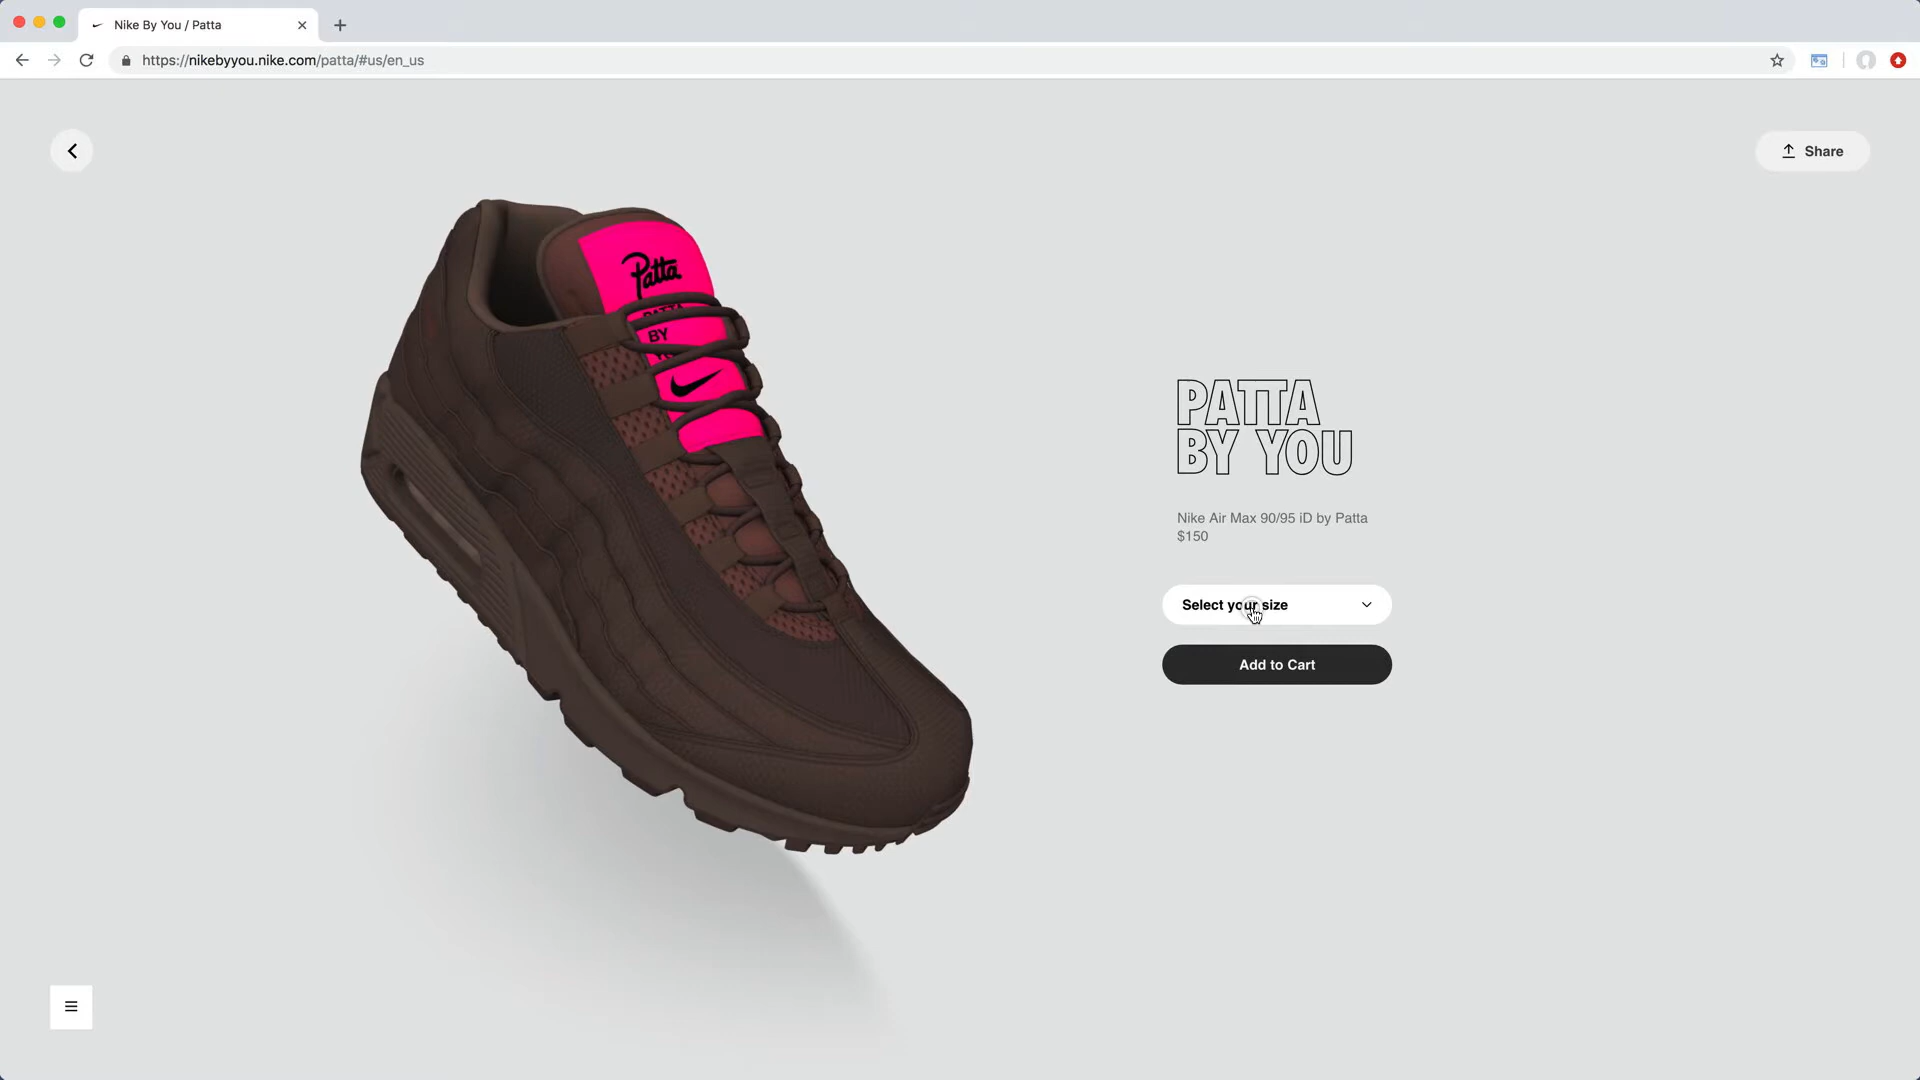 Nike By You / Patta
https://nikebyyou.nike.com/patta/#us/en_us
Share
Patta
PATTA
BY
PATTA
BY YOU
Nike Air Max 90/95 iD by Patta
$150
Select your size
Add to Cart